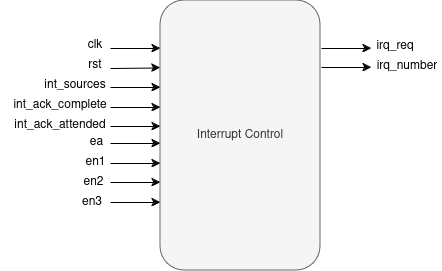 clk
rst
int_sources
int_ack_complete
int_ack_attended
ea
en1
en2
en3
Interrupt Control
irq_req
irq_number